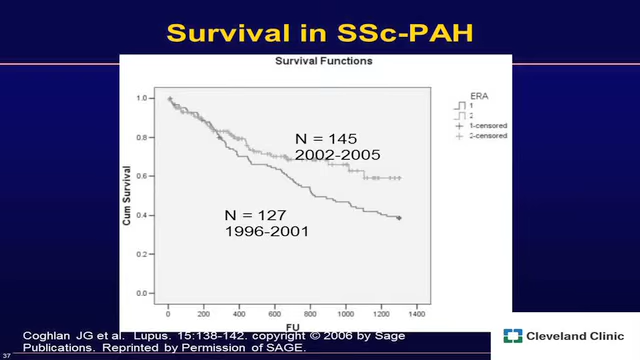 Survival in SSc-PAH
Survival Functions
ERA
1
2
1-censored
2-censored
Cum Survival
1.0
0.8
0.6
0.4
0.2
0.0
N = 145
2002-2005
N = 127
1996-2001
0 200 400 600 800 1000 1200 1400
FU
Coghlan JG et al. Lupus. 15:138-142. copyright © 2006 by Sage
Publications. Reprinted by Permission of SAGE.
37
Cleveland Clinic